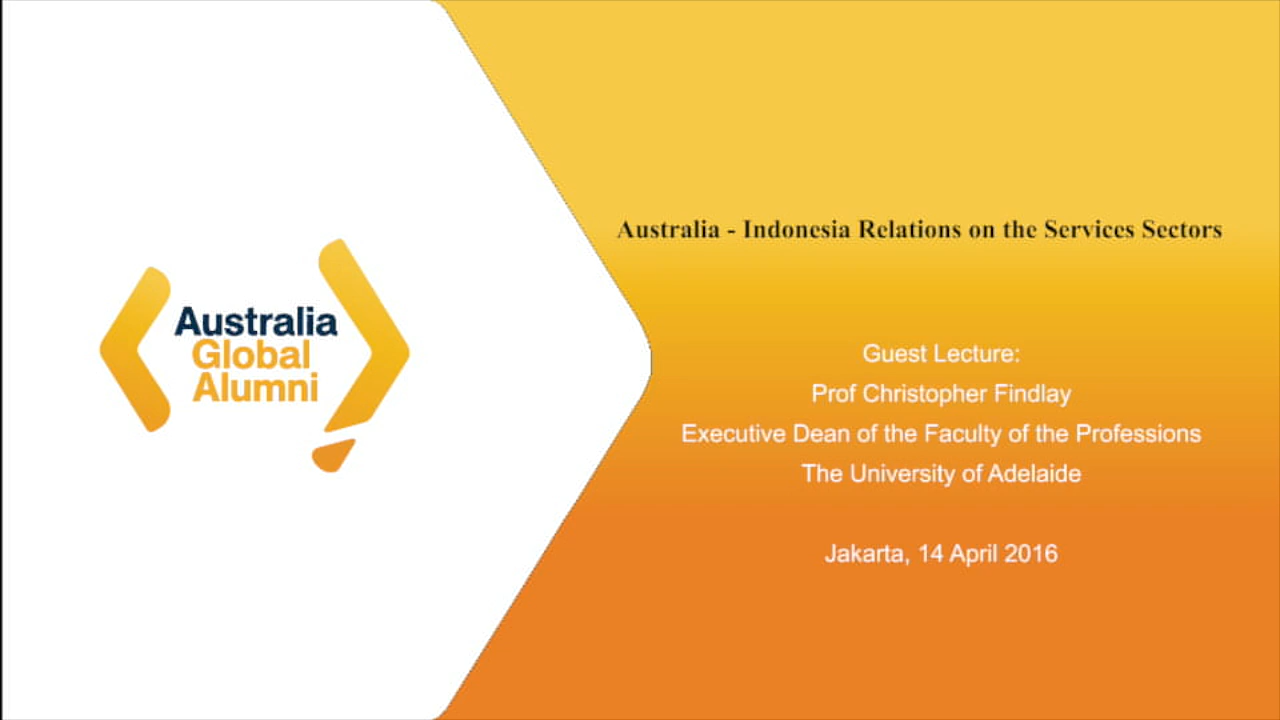 Australia
Global
Alumni
Australia - Indonesia Relations on the Services Sectors
Guest Lecture:
Prof Christopher Findlay
Executive Dean of the Faculty of the Professions
The University of Adelaide
Jakarta, 14 April 2016